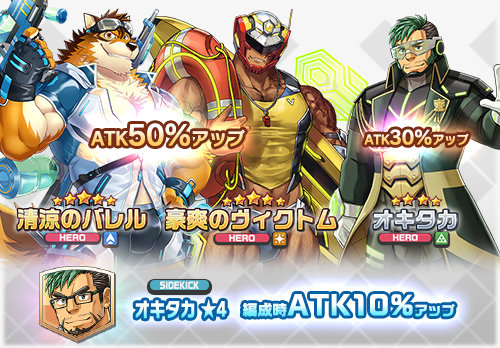 ATK50%アップ
ATK30%アップ
★★★★★
清涼のバレル
HERO
★★★★★
豪爽のヴィクトム
HERO
★★★★
オキタカ
HERO
SIDEKICK
オキタカ ★4 編成時ATK10%アップ